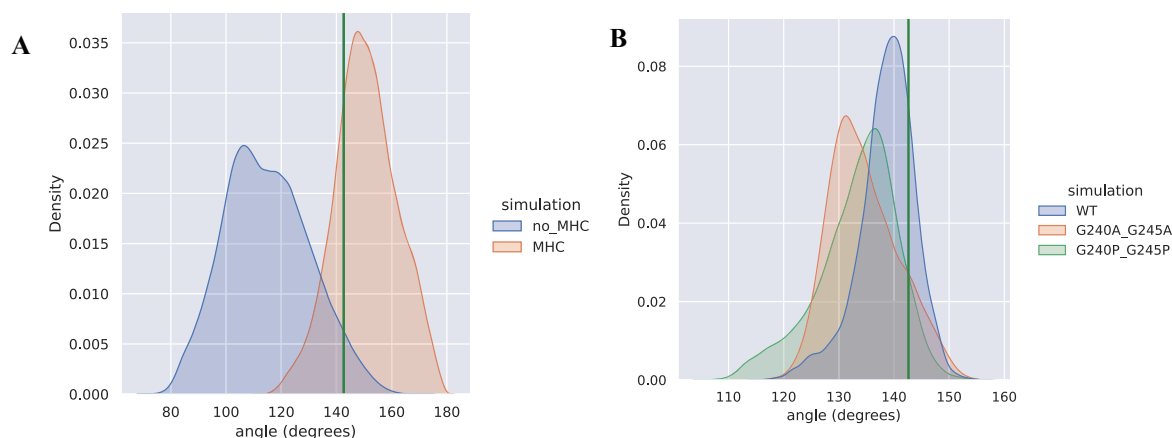 A
0.035
0.030
0.025
0.020
0.015
0.010
0.005
0.000
Density
80 100 120 140 160 180
angle (degrees)
simulation
no_MHC
MHC
B
0.08
0.06
0.04
0.02
0.00
Density
110 120 130 140 150 160
angle (degrees)
simulation
WT
G240A_G245A
G240P_G245P